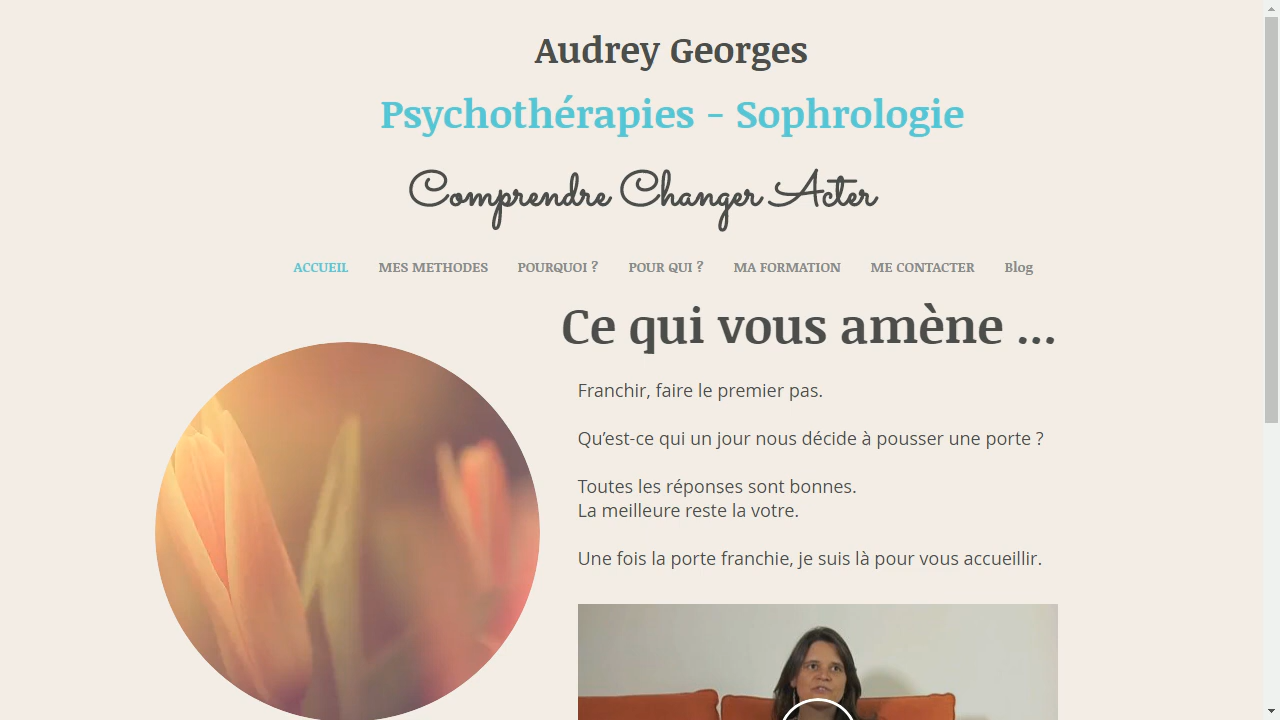 Audrey Georges
Psychothérapies - Sophrologie
Comprendre Changer Acter
ACCUEIL MES METHODES POURQUOI ? POUR QUI ? MA FORMATION ME CONTACTER Blog
Ce qui vous amène ...
Franchir, faire le premier pas.
Qu’est-ce qui un jour nous décide à pousser une porte ?
Toutes les réponses sont bonnes.
La meilleure reste la votre.
Une fois la porte franchie, je suis là pour vous accueillir.